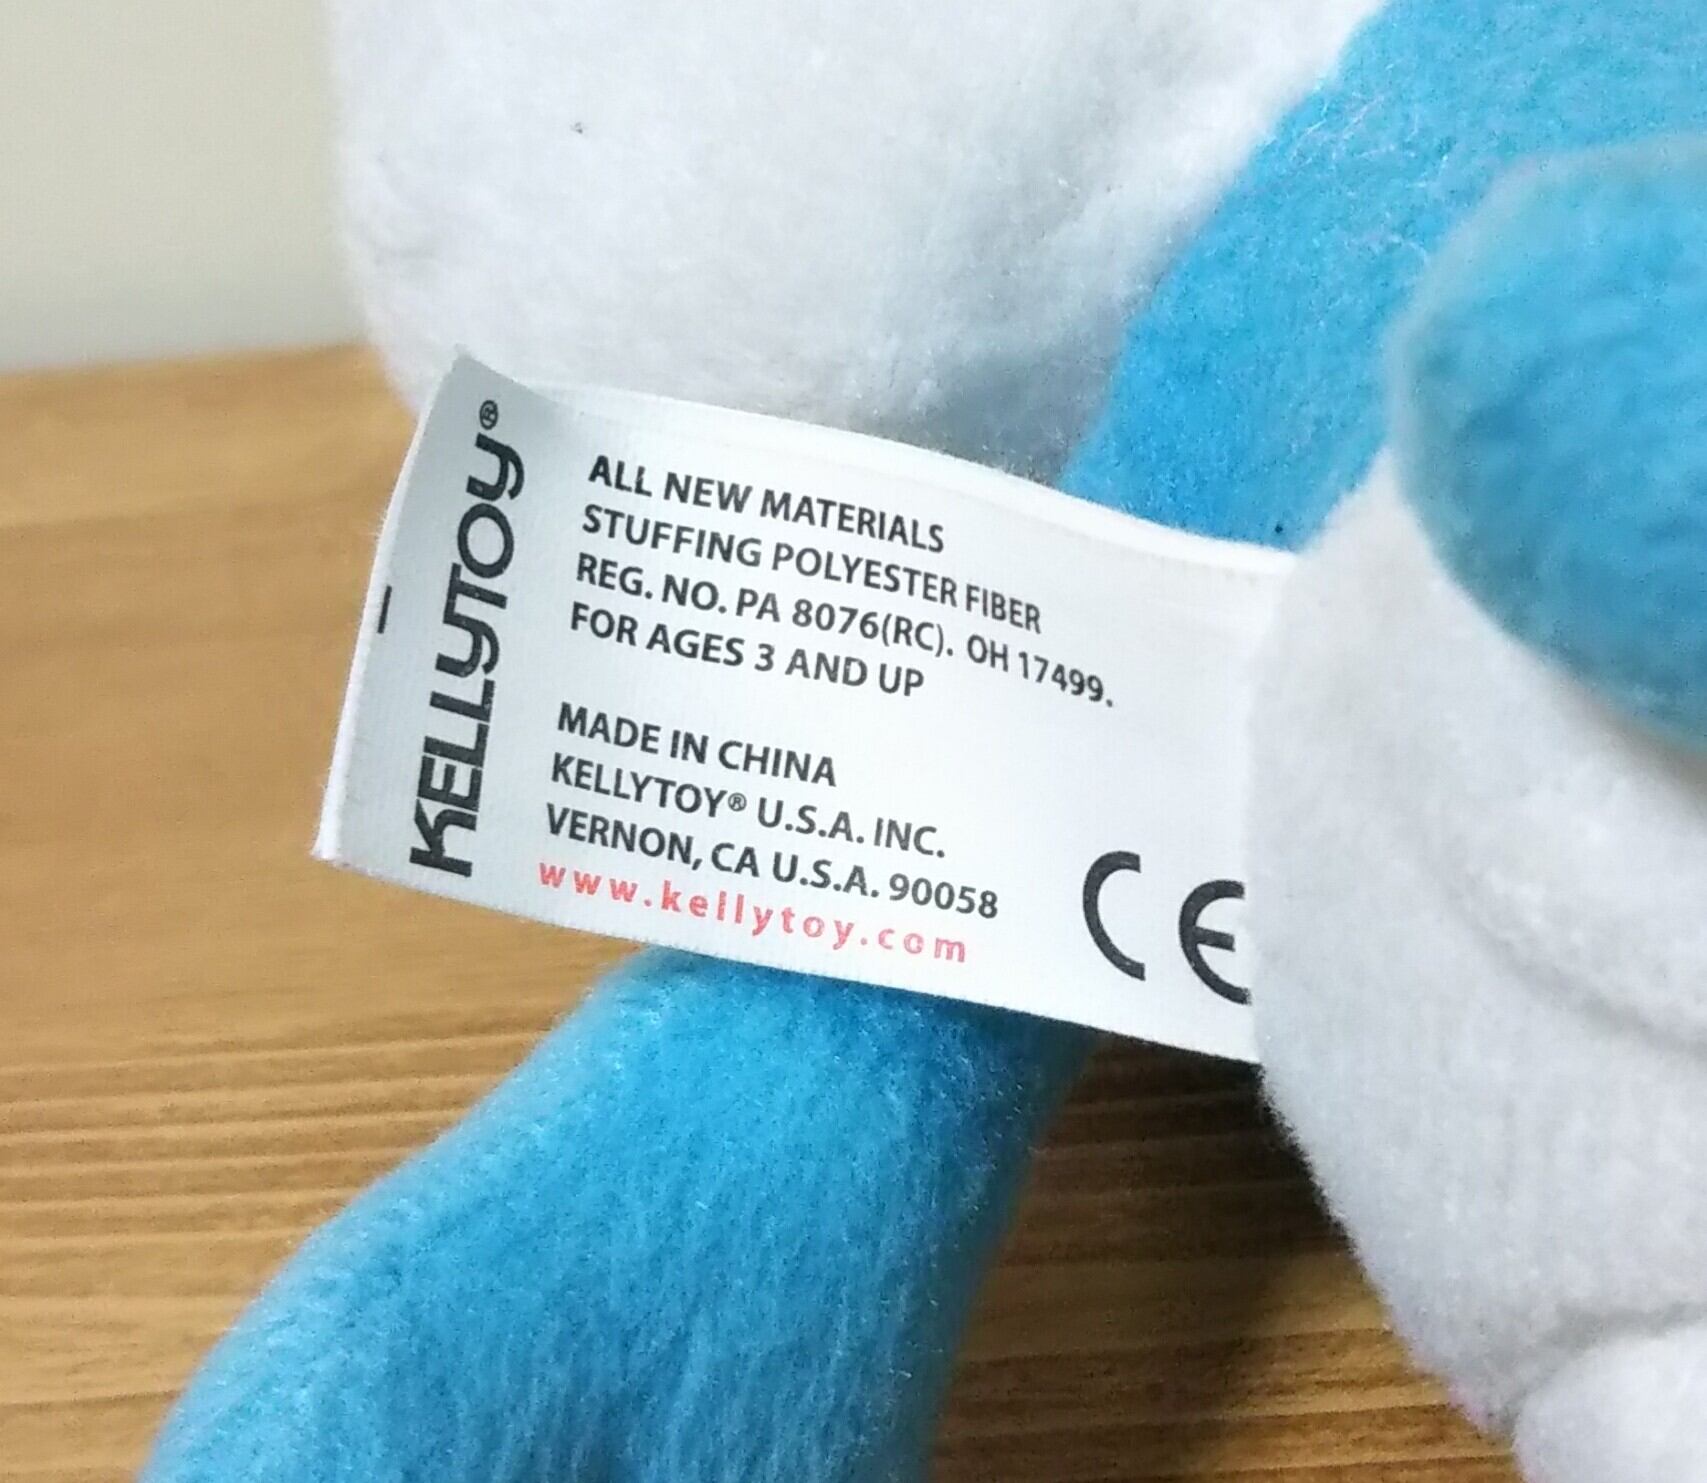 KELLYTOY®
ALL NEW MATERIALS
STUFFING POLYESTER FIBER
REG. NO. PA 8076(RC). OH 17499.
FOR AGES 3 AND UP
MADE IN CHINA
KELLYTOY® U.S.A. INC.
VERNON, CA U.S.A. 90058
www.kellytoy.com
CE